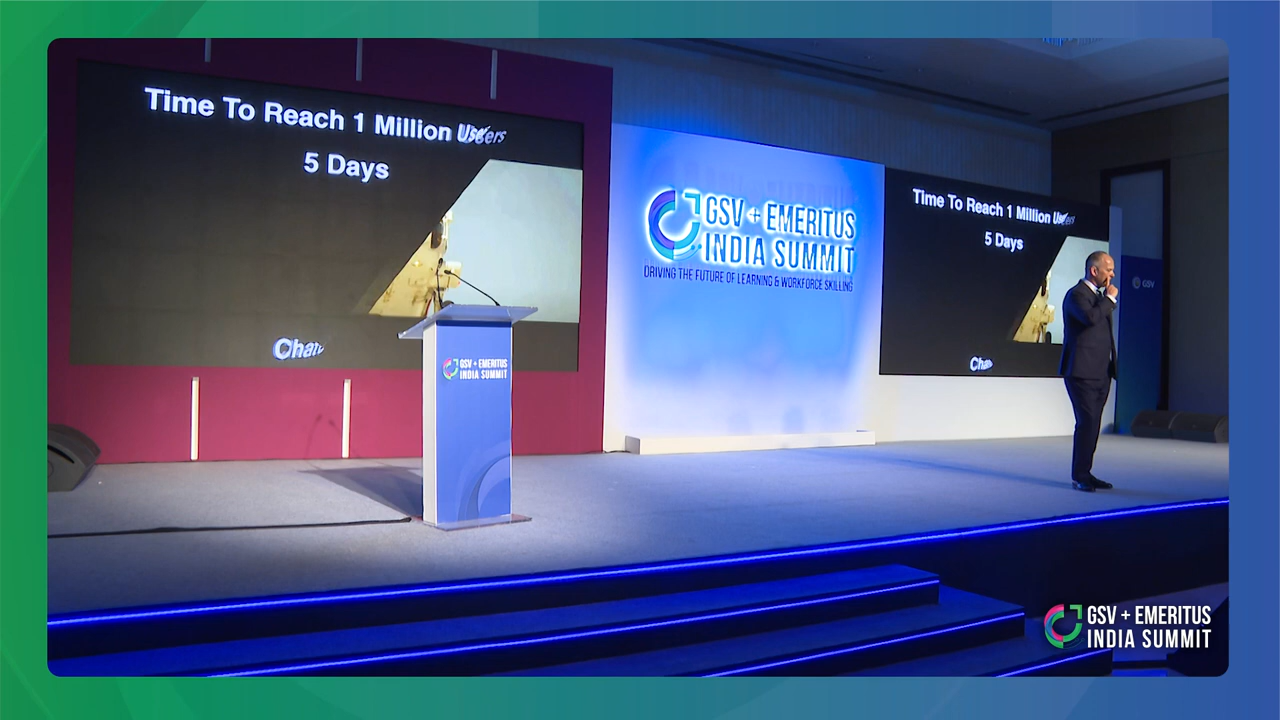 Time To Reach 1 Million Users
5 Days
GSV + EMERITUS
INDIA SUMMIT
DRIVING THE FUTURE OF LEARNING & WORKFORCE SKILLING
Time To Reach 1 Million
5 Days
GSV
GSV + EMERITUS
INDIA SUMMIT
GSV + EMERITUS
INDIA SUMMIT